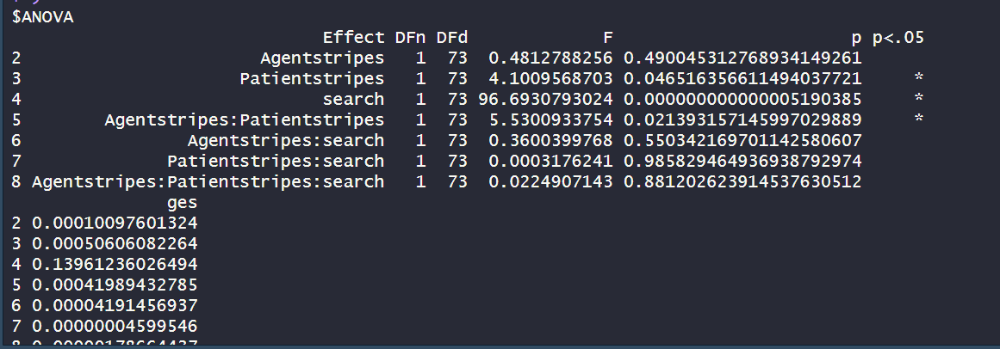 $ANOVA
Effect DFn DFd F p p<.05
2 Agentstripes 1 73 0.4812788256 0.490045312768934149261
3 Patientstripes 1 73 4.1009568703 0.046516356611494037721 *
4 search 1 73 96.6930793024 0.000000000000005190385 *
5 Agentstripes:Patientstripes 1 73 5.5300933754 0.021393157145997029889 *
6 Agentstripes:search 1 73 0.3600399768 0.550342169701142580607
7 Patientstripes:search 1 73 0.0003176241 0.985829464936938792974
8 Agentstripes:Patientstripes:search 1 73 0.0224907143 0.881202623914537630512
ges
2 0.00010097601324
3 0.00050606082264
4 0.13961236026494
5 0.00041989432785
6 0.00004191456937
7 0.00000004599546